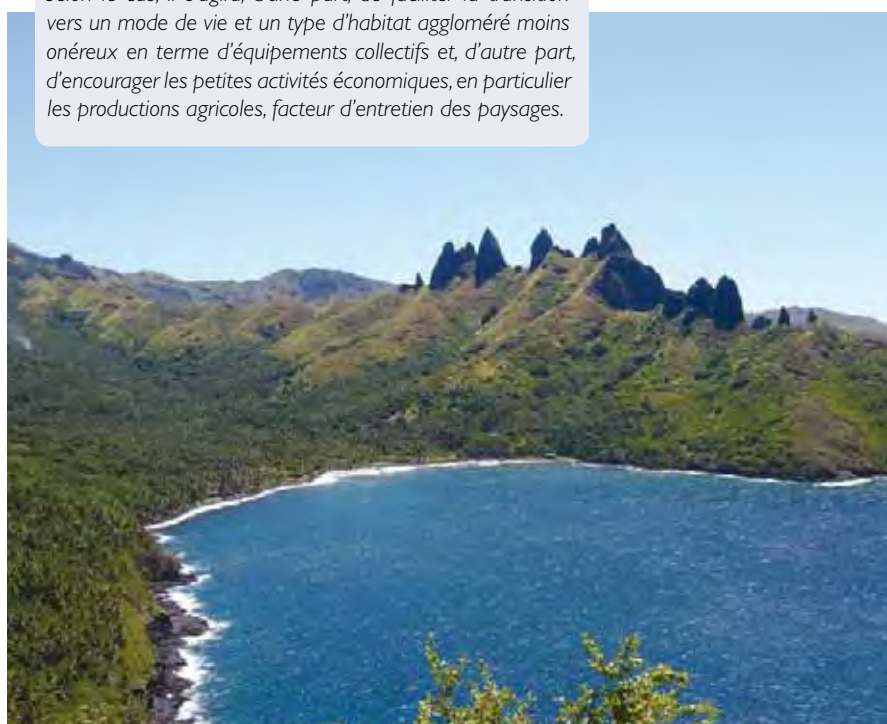 vers un mode de vie et un type d'habitat aggloméré moins
onéreux en terme d'équipements collectifs et, d'autre part,
d'encourager les petites activités économiques, en particulier
les productions agricoles, facteur d'entretien des paysages.